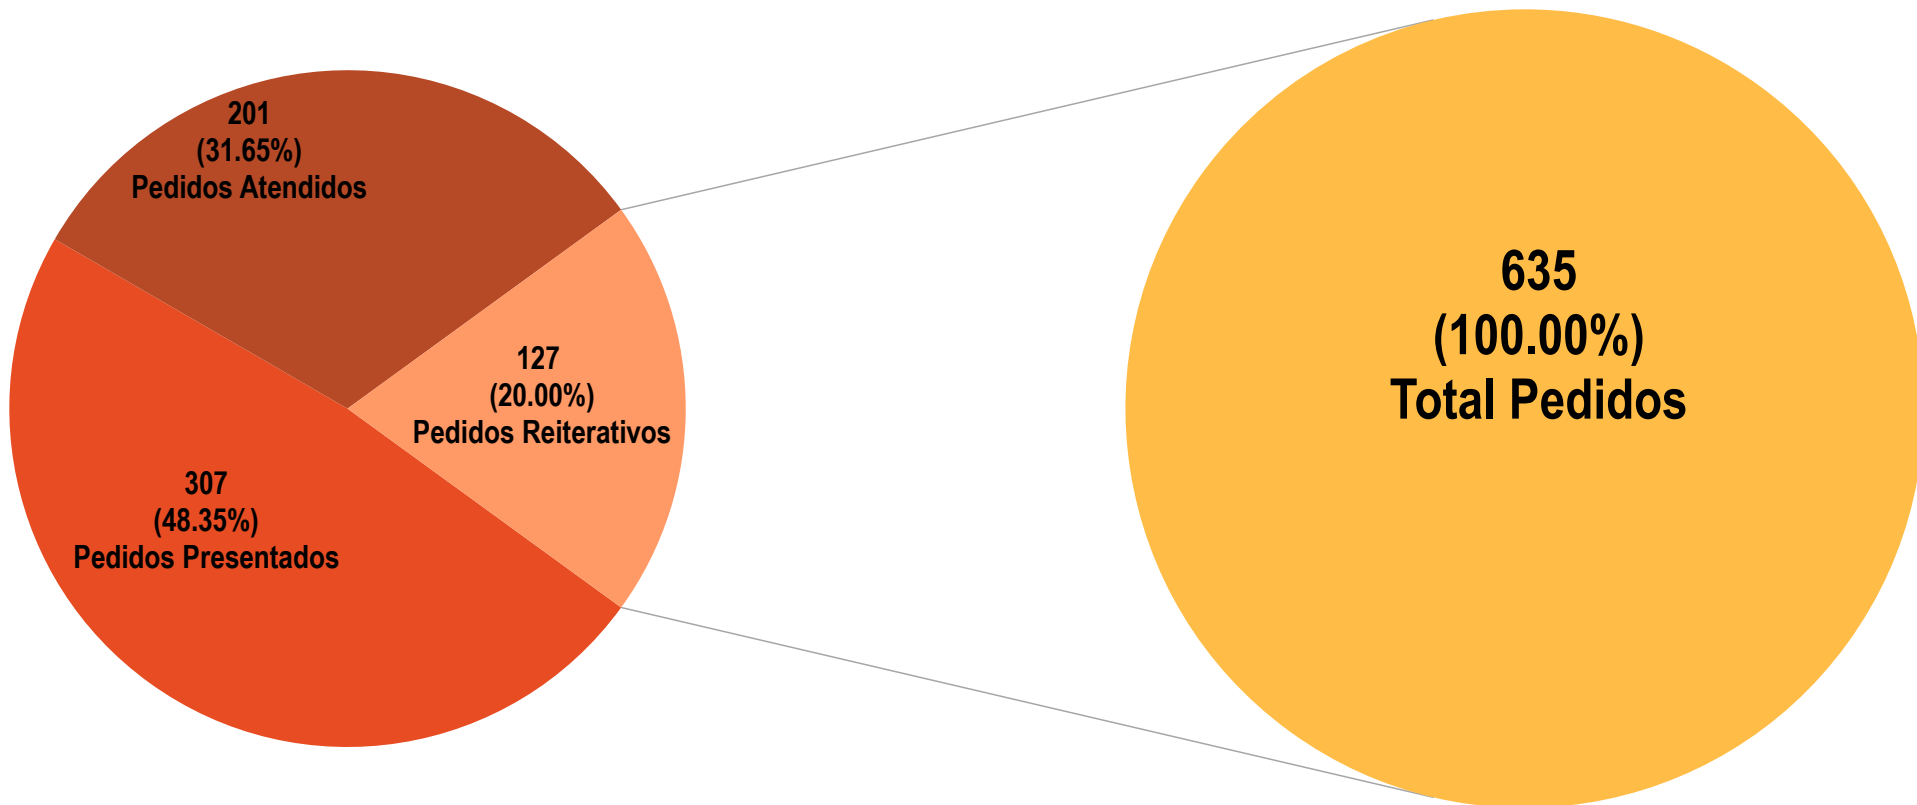 201
(31.65%)
Pedidos Atendidos
127
(20.00%)
Pedidos Reiterativos
307
(48.35%)
Pedidos Presentados
635
(100.00%)
Total Pedidos